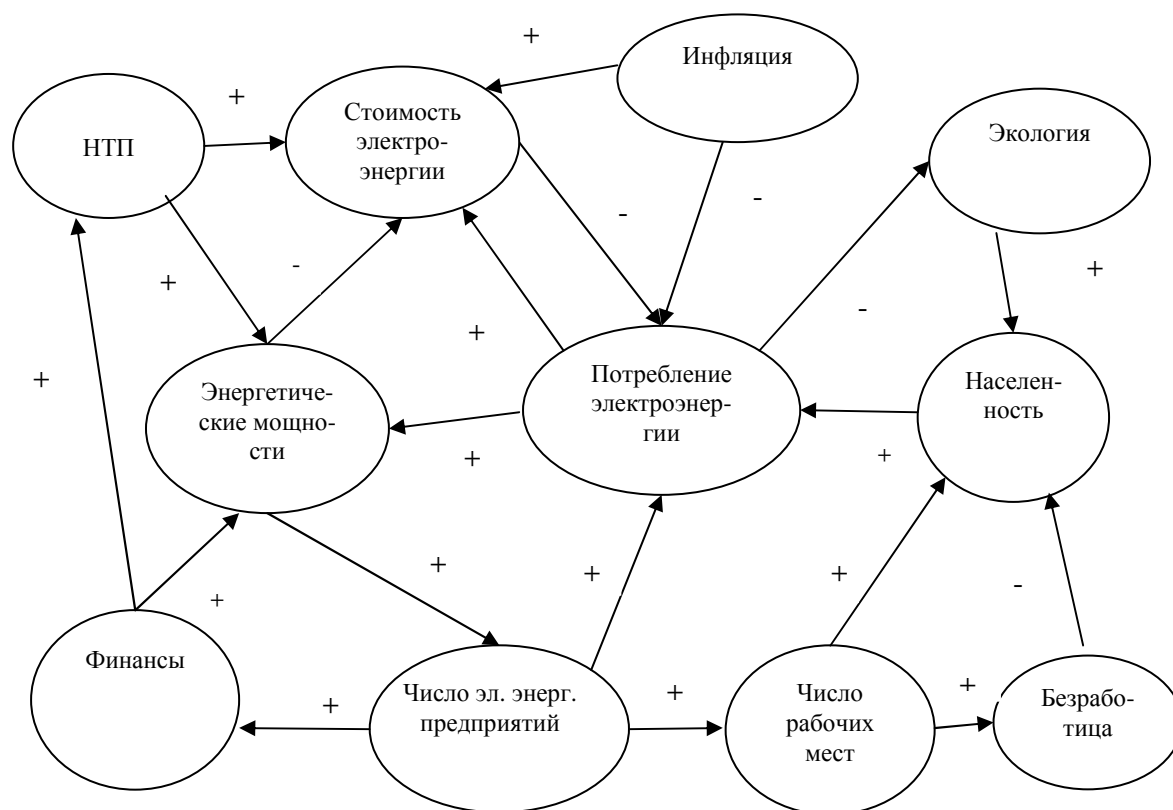 +
Инфляция
+
Стоимость
электро-
энергии
НТП
Экология
-
-
+
+
-
-
+
+
Энергетиче-
ские мощно-
сти
Потребление
электроэнер-
гии
Населен-
ность
+
+
+
+
+
-
+
Финансы
Число эл. энерг.
предприятий
Число
рабочих
мест
Безрабо-
тица
+
+
+